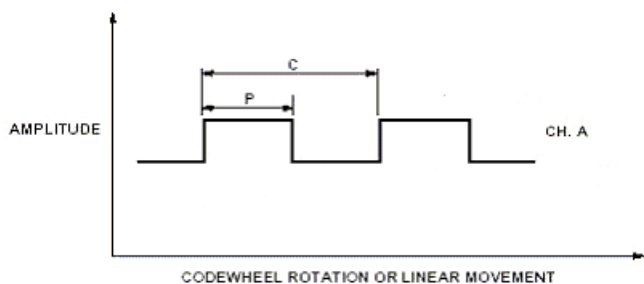 C
P
AMPLITUDE
CH. A
CODEWHEEL ROTATION OR LINEAR MOVEMENT